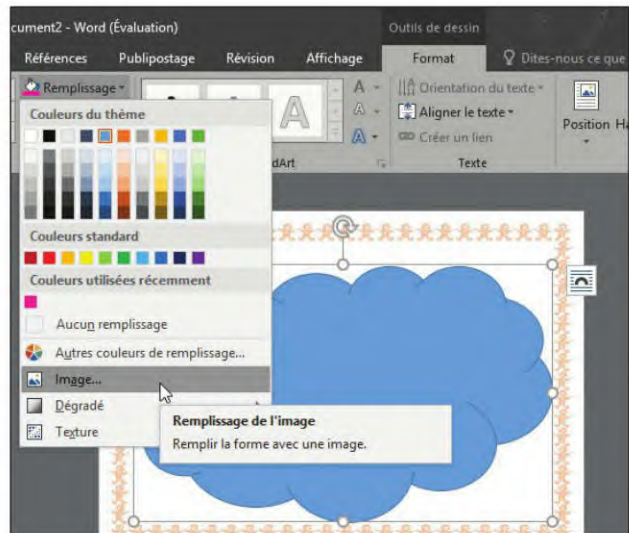 cument2 - Word (Évaluation)
Outils de dessin
Références Publipostage Révision Affichage Format Dites-nous ce que
Remplissage
Orientation du texte
Aligner le texte
Créer un lien
Position Ha
dArt
Texte
Couleurs du thème
Couleurs standard
Couleurs utilisées récemment
Aucun remplissage
Autres couleurs de remplissage...
Image...
Dégradé
Texture
Remplissage de l'image
Remplir la forme avec une image.